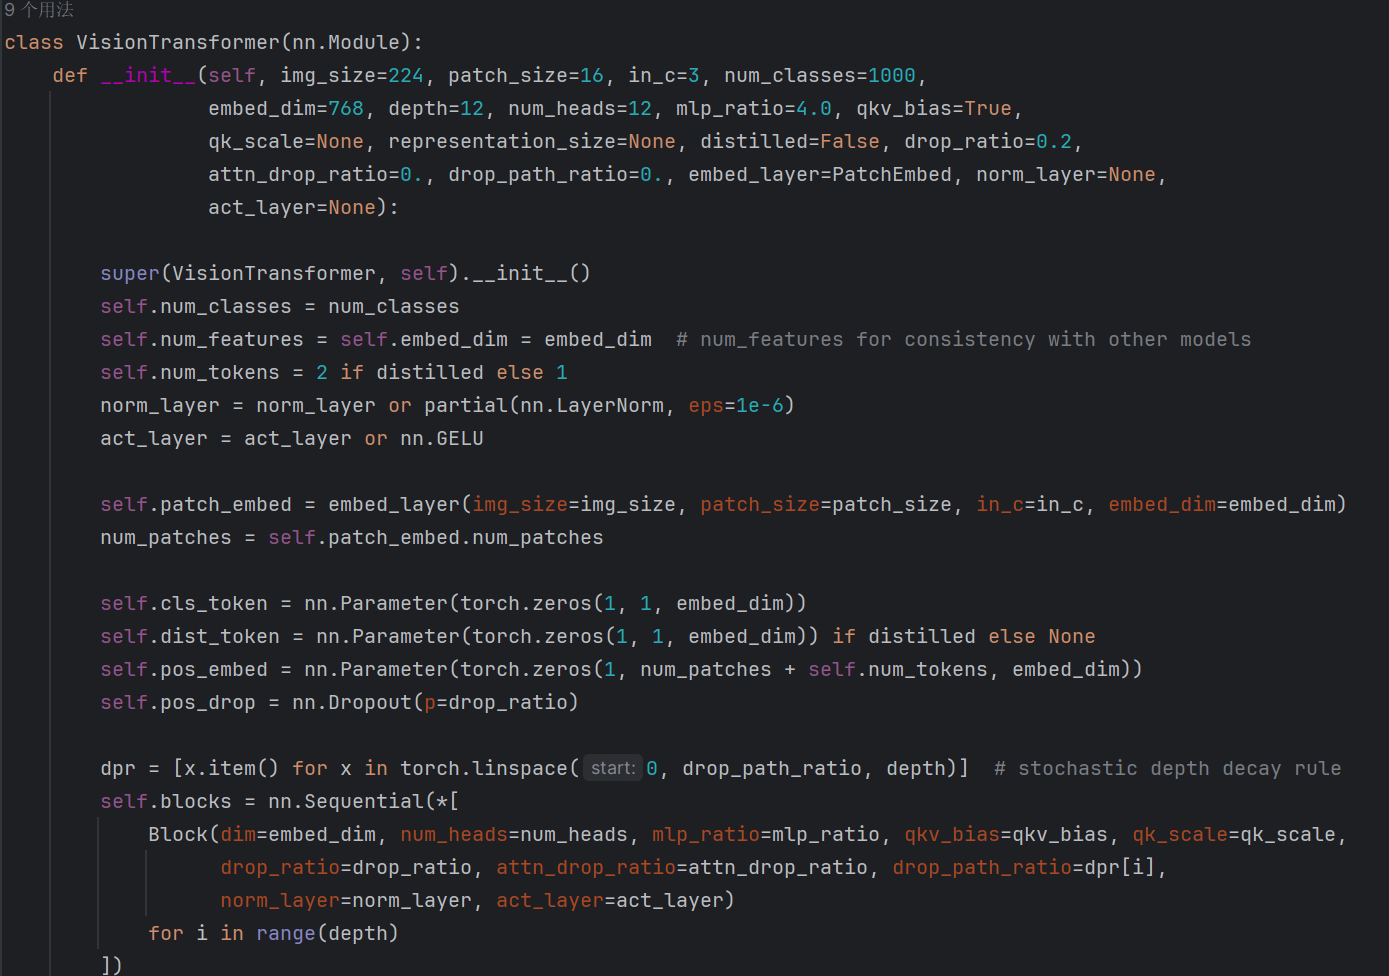 9 个用法
class VisionTransformer(nn.Module):
    def __init__(self, img_size=224, patch_size=16, in_c=3, num_classes=1000,
                 embed_dim=768, depth=12, num_heads=12, mlp_ratio=4.0, qkv_bias=True,
                 qk_scale=None, representation_size=None, distilled=False, drop_ratio=0.2,
                 attn_drop_ratio=0., drop_path_ratio=0., embed_layer=PatchEmbed, norm_layer=None,
                 act_layer=None):
        super(VisionTransformer, self).__init__()
        self.num_classes = num_classes
        self.num_features = self.embed_dim = embed_dim  # num_features for consistency with other models
        self.num_tokens = 2 if distilled else 1
        norm_layer = norm_layer or partial(nn.LayerNorm, eps=1e-6)
        act_layer = act_layer or nn.GELU
        self.patch_embed = embed_layer(img_size=img_size, patch_size=patch_size, in_c=in_c, embed_dim=embed_dim)
        num_patches = self.patch_embed.num_patches
        self.cls_token = nn.Parameter(torch.zeros(1, 1, embed_dim))
        self.dist_token = nn.Parameter(torch.zeros(1, 1, embed_dim)) if distilled else None
        self.pos_embed = nn.Parameter(torch.zeros(1, num_patches + self.num_tokens, embed_dim))
        self.pos_drop = nn.Dropout(p=drop_ratio)
        dpr = [x.item() for x in torch.linspace( start: 0, drop_path_ratio, depth)]  # stochastic depth decay rule
        self.blocks = nn.Sequential(*[
            Block(dim=embed_dim, num_heads=num_heads, mlp_ratio=mlp_ratio, qkv_bias=qkv_bias, qk_scale=qk_scale,
                  drop_ratio=drop_ratio, attn_drop_ratio=attn_drop_ratio, drop_path_ratio=dpr[i],
                  norm_layer=norm_layer, act_layer=act_layer)
            for i in range(depth)
        ])